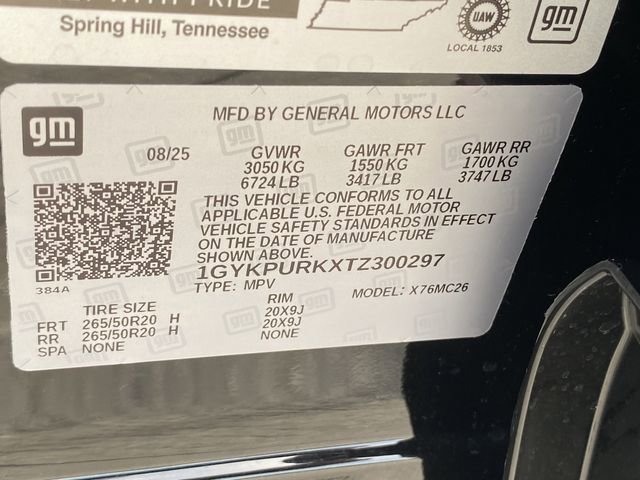 Spring Hill, Tennessee
UAW
LOCAL 1853
gm
gm
MFD BY GENERAL MOTORS LLC
08/25 GVWR GAWR FRT GAWR RR
3050 KG 1550 KG 1700 KG
6724 LB 3417 LB 3747 LB
THIS VEHICLE CONFORMS TO ALL
APPLICABLE U.S. FEDERAL MOTOR
VEHICLE SAFETY STANDARDS IN EFFECT
ON THE DATE OF MANUFACTURE
SHOWN ABOVE.
1GYKPURKXTZ300297
TYPE: MPV MODEL: X76MC26
384A
TIRE SIZE RIM
FRT 265/50R20 H 20X9J
RR 265/50R20 H 20X9J
SPA NONE NONE